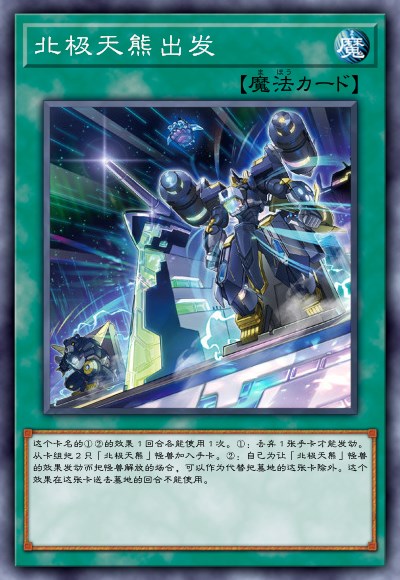 北极天熊出发
魔
【魔法カード】
まほう
这个卡名的①②的效果1回合各能使用1次。①：丢弃1张手卡才能发动。
从卡组把2只「北极天熊」怪兽加入手卡。②：自己为让「北极天熊」怪兽
的效果发动而把怪兽解放的场合，可以作为代替把墓地的这张卡除外。这个
效果在这张卡送去墓地的回合不能使用。